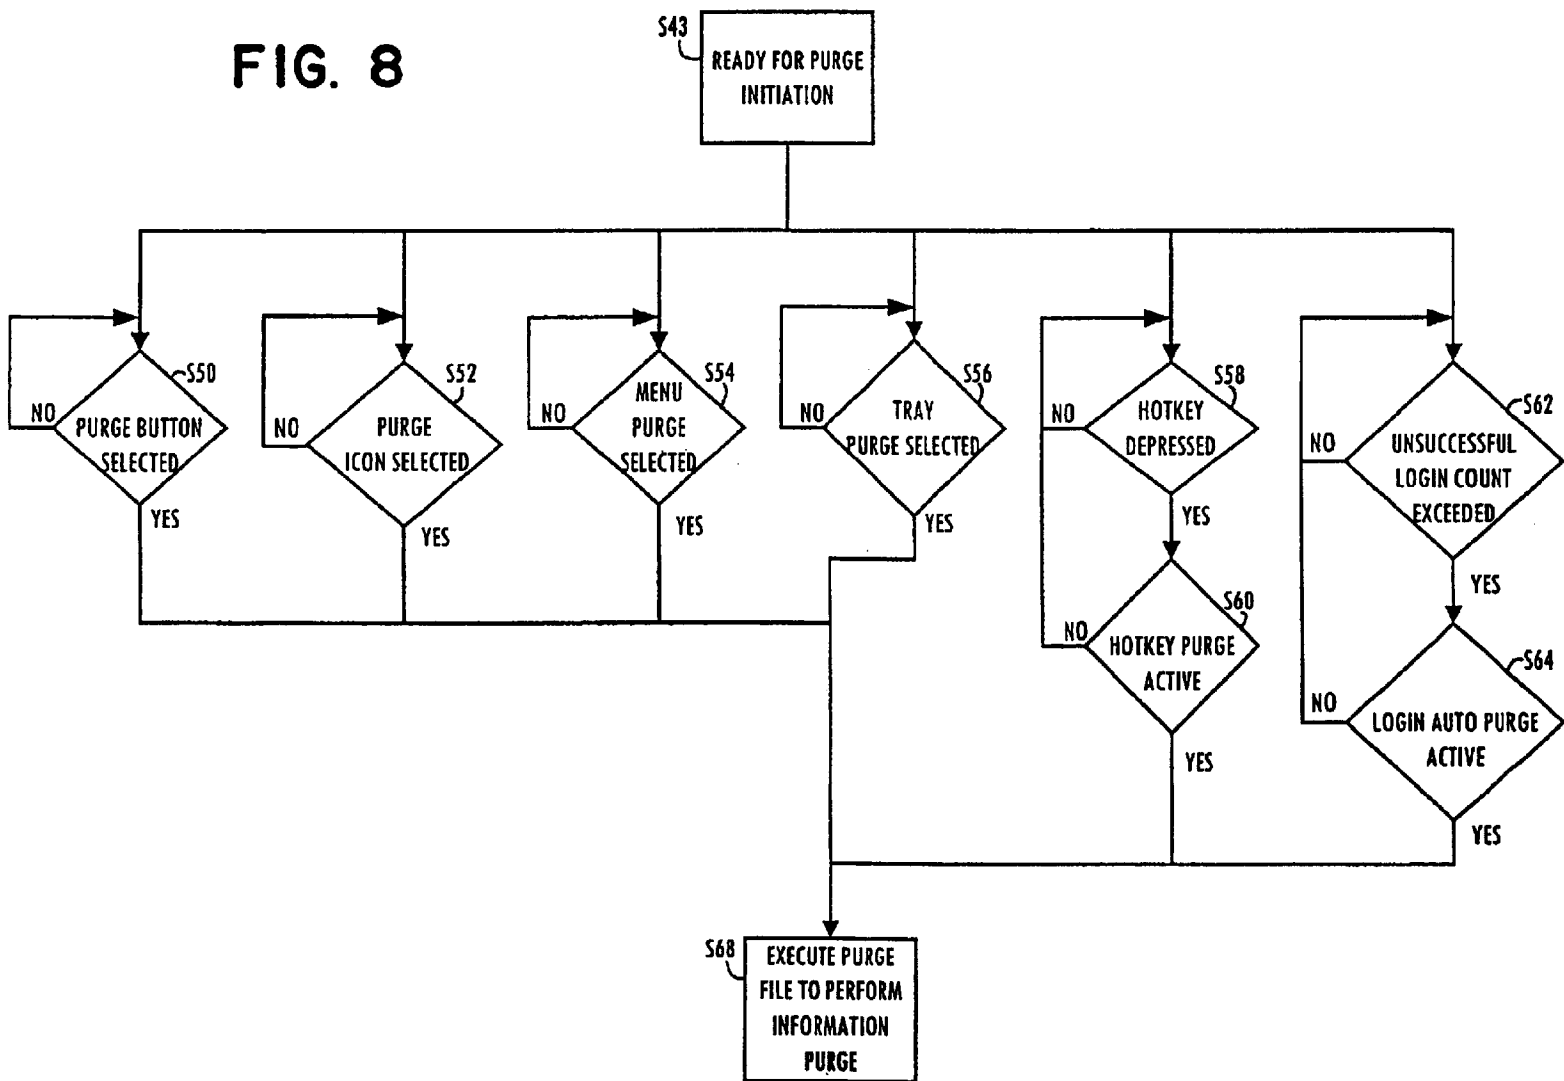 FIG. 8
S43
READY FOR PURGE
INITIATION
S50
NO
PURGE BUTTON
SELECTED
YES
S52
NO
PURGE
ICON SELECTED
YES
S54
NO
MENU
PURGE
SELECTED
YES
S56
NO
TRAY
PURGE SELECTED
YES
S58
NO
HOTKEY
DEPRESSED
YES
S60
NO
HOTKEY PURGE
ACTIVE
YES
S62
NO
UNSUCCESSFUL
LOGIN COUNT
EXCEEDED
YES
S64
NO
LOGIN AUTO PURGE
ACTIVE
YES
S68
EXECUTE PURGE
FILE TO PERFORM
INFORMATION
PURGE